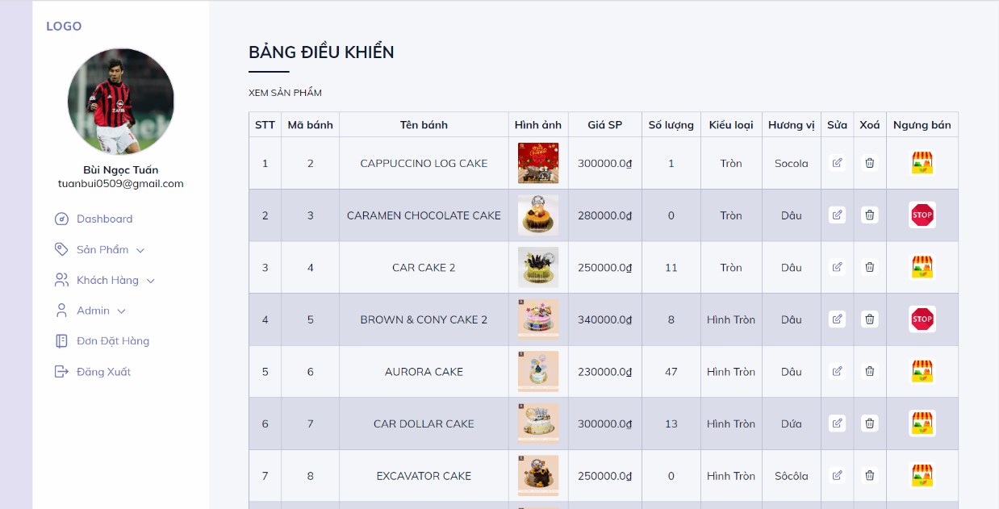 LOGO
Bùi Ngọc Tuấn
tuanbui0509@gmail.com
Dashboard
Sản Phẩm
Khách Hàng
Admin
Đơn Đặt Hàng
Đăng Xuất
BẢNG ĐIỀU KHIỂN
XEM SẢN PHẨM
STT Mã bánh Tên bánh Hình ảnh Giá SP Số lượng Kiểu loại Hương vị Sửa Xoá Ngưng bán
1 2 CAPPUCCINO LOG CAKE 300000.0₫ 1 Tròn Socola
2 3 CARAMEN CHOCOLATE CAKE 280000.0₫ 0 Tròn Dâu STOP
3 4 CAR CAKE 2 250000.0₫ 11 Tròn Dâu
4 5 BROWN & CONY CAKE 2 340000.0₫ 8 Hình Tròn Dâu STOP
5 6 AURORA CAKE 230000.0₫ 47 Hình Tròn Dâu
6 7 CAR DOLLAR CAKE 300000.0₫ 13 Hình Tròn Dứa
7 8 EXCAVATOR CAKE 250000.0₫ 0 Hình Tròn Sôcôla